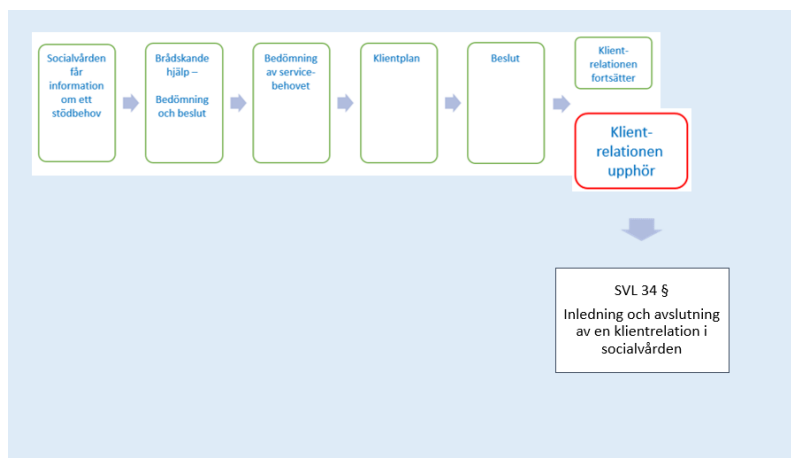 Socialvården
får
information
om ett
stödbehov
Brådskande
hjälp –
Bedömning
och beslut
Bedömning
av service-
behovet
Klientplan
Beslut
Klient-
relationen
fortsätter
Klient-
relationen
upphör
SVL 34 §
Inledning och avslutning
av en klientrelation i
socialvården